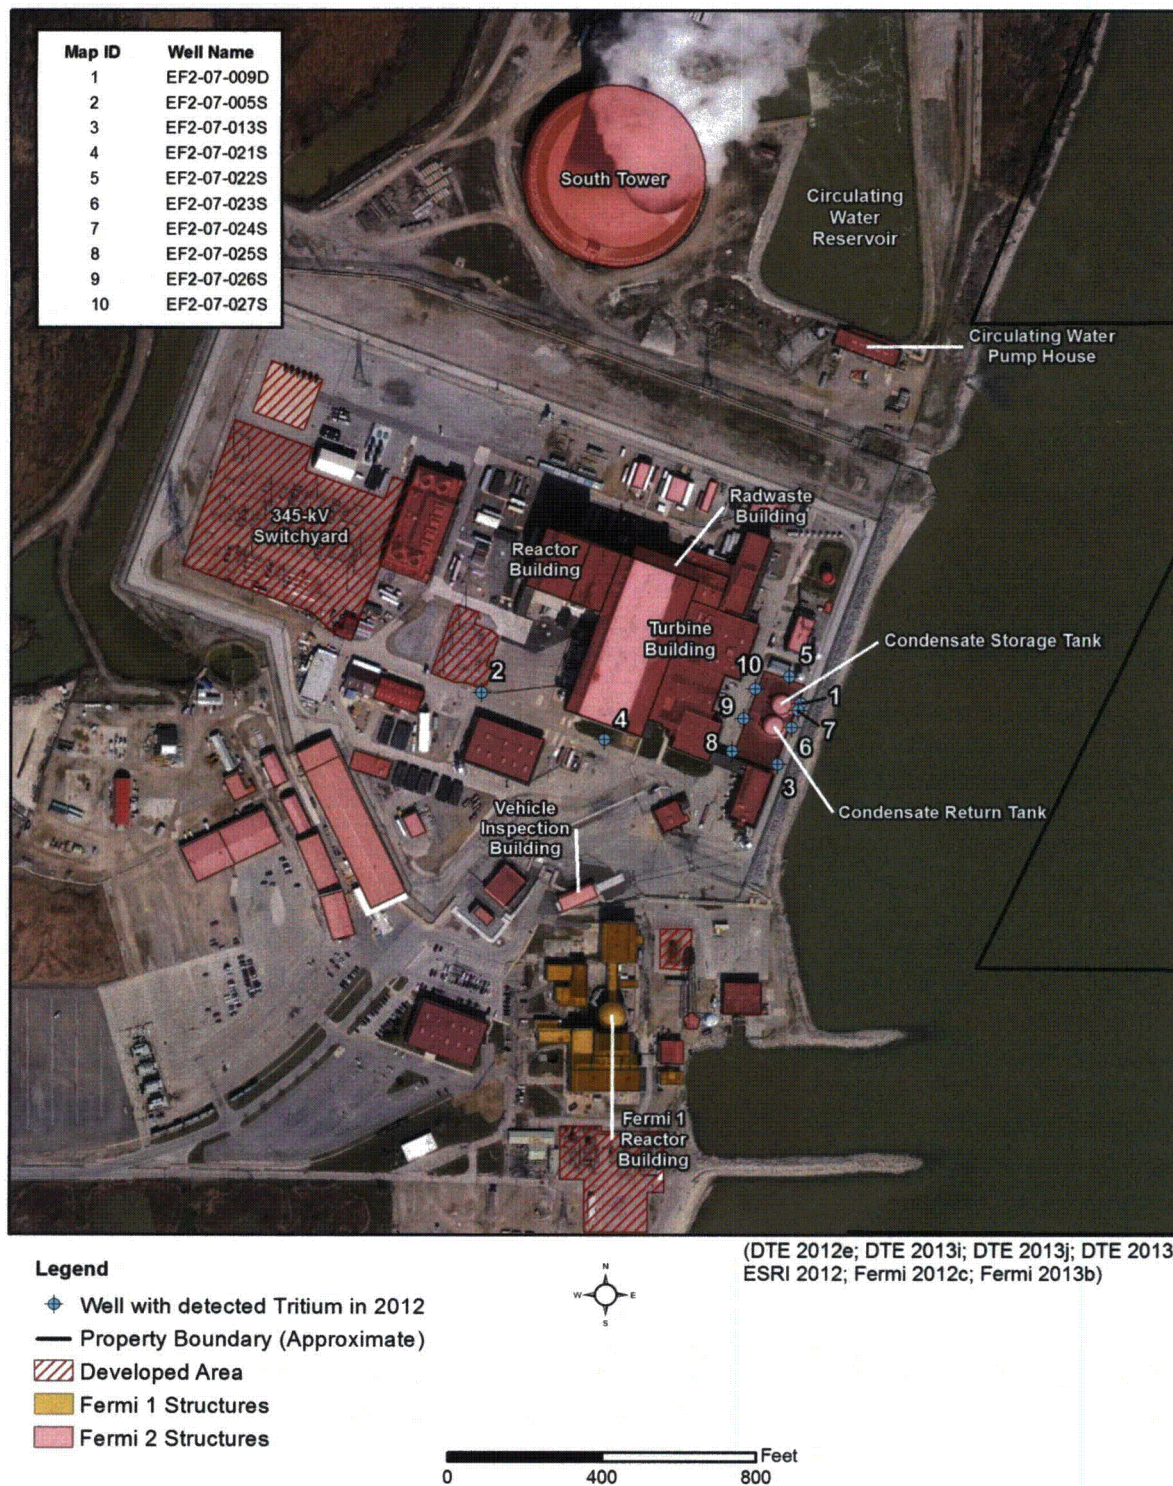 Map ID Well Name
1 EF2-07-009D
2 EF2-07-005S
3 EF2-07-013S
4 EF2-07-021S
5 EF2-07-022S
6 EF2-07-023S
7 EF2-07-024S
8 EF2-07-025S
9 EF2-07-026S
10 EF2-07-027S
South Tower
Circulating
Water
Reservoir
Circulating Water
Pump House
345-kV
Switchyard
Reactor
Building
Radwaste
Building
Turbine
Building
Condensate Storage Tank
5
10
2
1
9
7
4
8
6
3
Condensate Return Tank
Vehicle
Inspection
Building
Fermi 1
Reactor
Building
(DTE 2012e; DTE 2013i; DTE 2013j; DTE 2013
ESRI 2012; Fermi 2012c; Fermi 2013b)
Legend
Well with detected Tritium in 2012
Property Boundary (Approximate)
Developed Area
Fermi 1 Structures
Fermi 2 Structures
N
W E
S
Feet
0 400 800